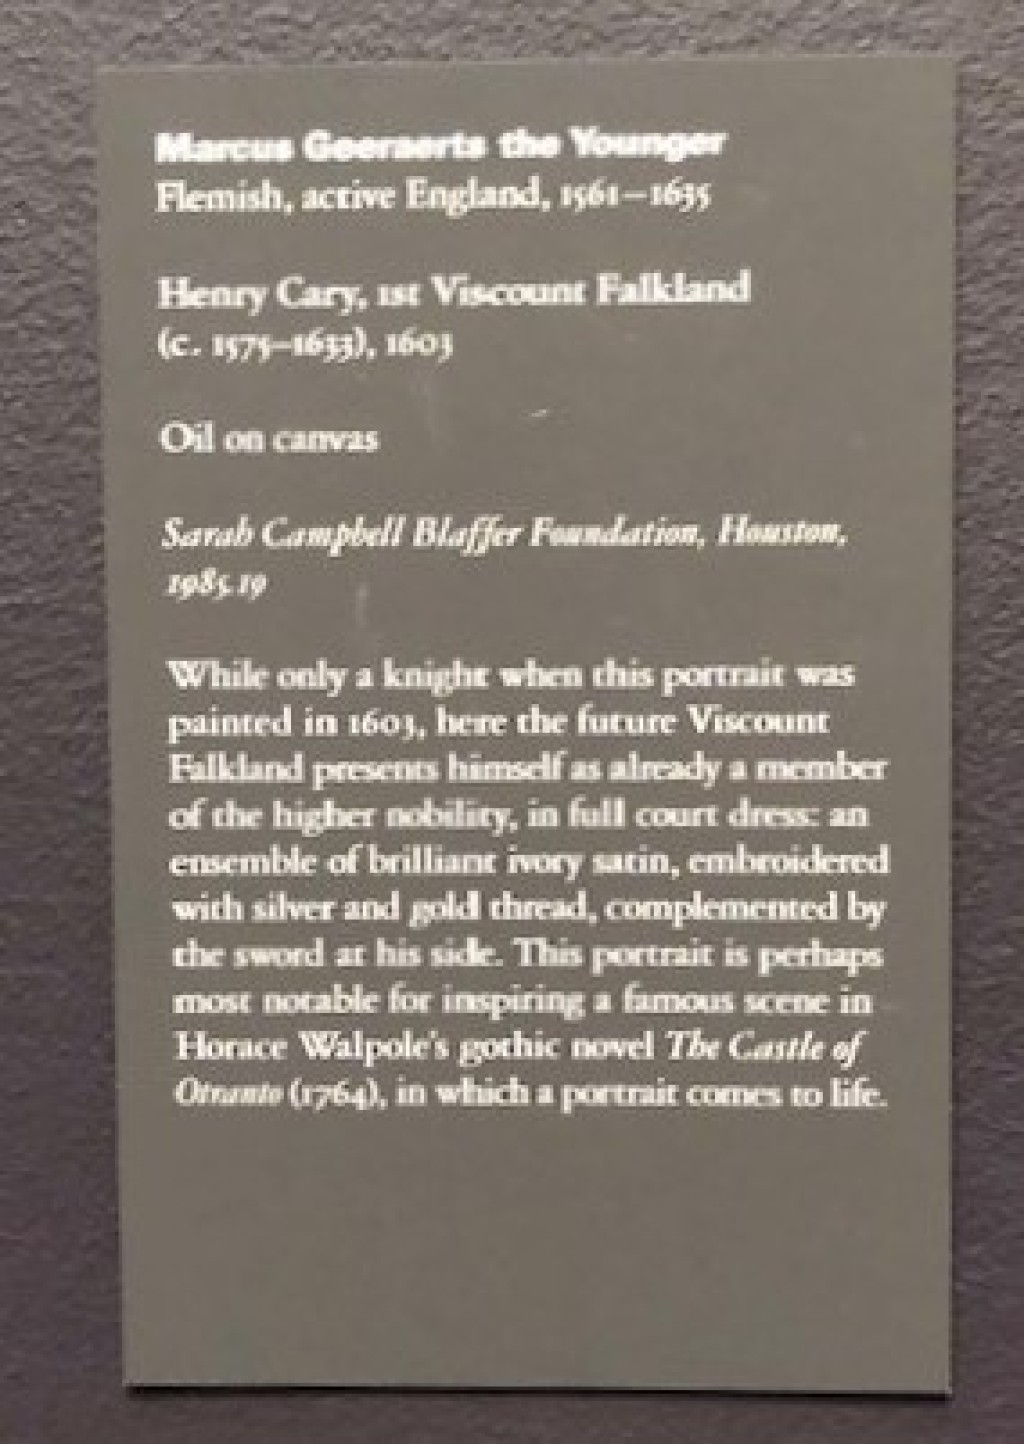 Marcus Geeraerts the Younger
Flemish, active England, 1561–1635
Henry Cary, 1st Viscount Falkland
(c. 1575–1633), 1603
Oil on canvas
Sarah Campbell Blaffer Foundation, Houston,
1985.19
While only a knight when this portrait was
painted in 1603, here the future Viscount
Falkland presents himself as already a member
of the higher nobility, in full court dress: an
ensemble of brilliant ivory satin, embroidered
with silver and gold thread, complemented by
the sword at his side. This portrait is perhaps
most notable for inspiring a famous scene in
Horace Walpole's gothic novel The Castle of
Otranto (1764), in which a portrait comes to life.